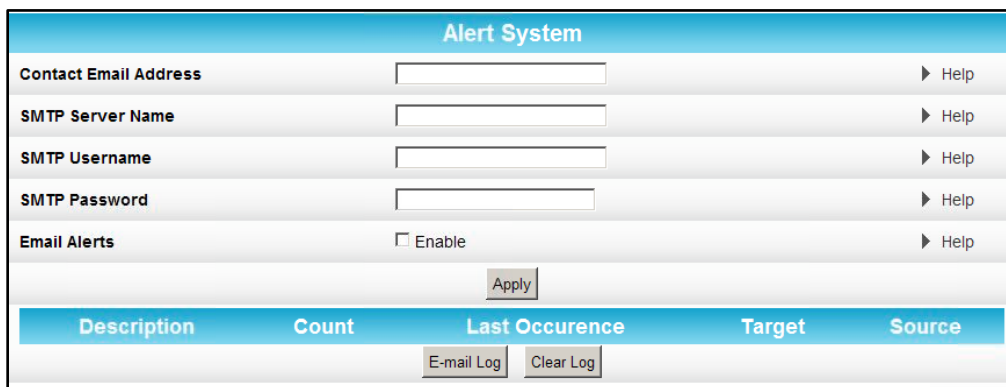 Alert System
Contact Email Address Help
SMTP Server Name Help
SMTP Username Help
SMTP Password Help
Email Alerts Enable Help
Apply
Description Count Last Occurence Target Source
E-mail Log Clear Log